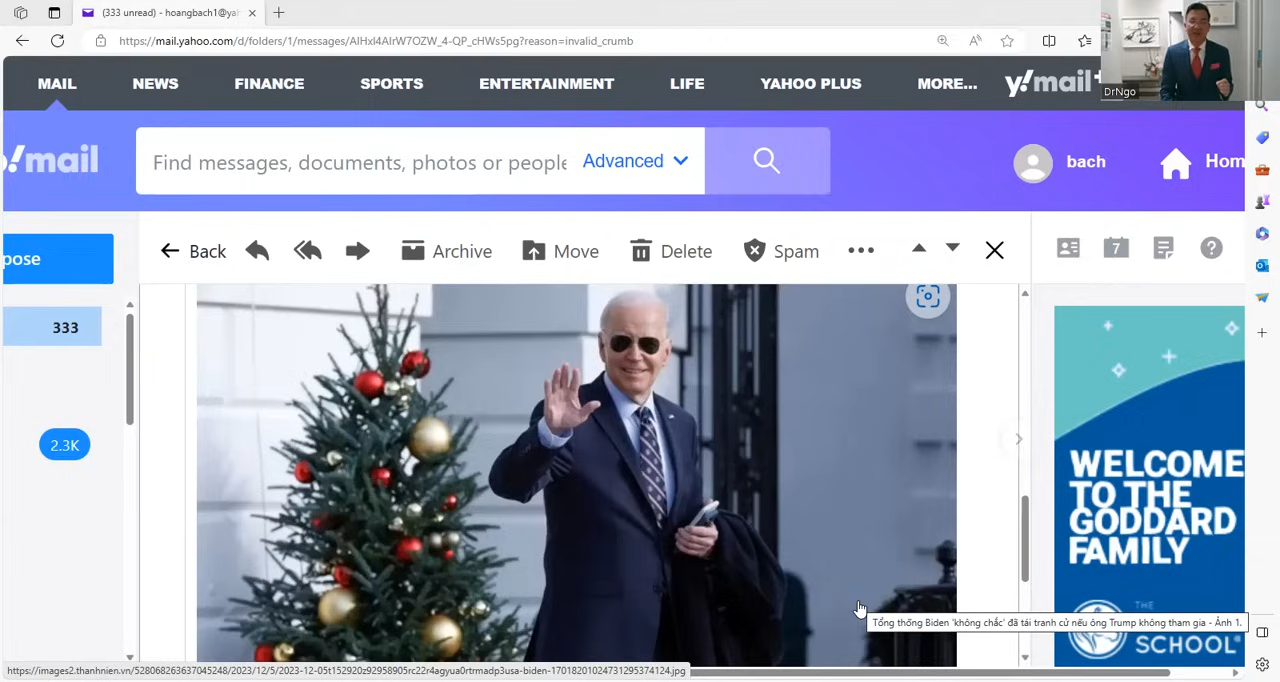 (333 unread) - hoangbach1@yah
https://mail.yahoo.com/d/folders/1/messages/AIHxl4AIrW7OZW_4-QP_cHWs5pg?reason=invalid_crumb
DrNgo
MAIL NEWS FINANCE SPORTS ENTERTAINMENT LIFE YAHOO PLUS MORE... y!mail+
!mail Find messages, documents, photos or people Advanced bach Hom
pose Back Archive Move Delete Spam 7
333
2.3K
WELCOME
TO THE
GODDARD
FAMILY
THE
SCHOOL
Tổng thống Biden 'không chắc' đã tái tranh cử nếu ông Trump không tham gia - Ảnh 1.
https://images2.thanhnien.vn/528068263637045248/2023/12/5/2023-12-05t152920z92958905rc22r4agyua0rtrmadp3usa-biden-17018201024731295374124.jpg